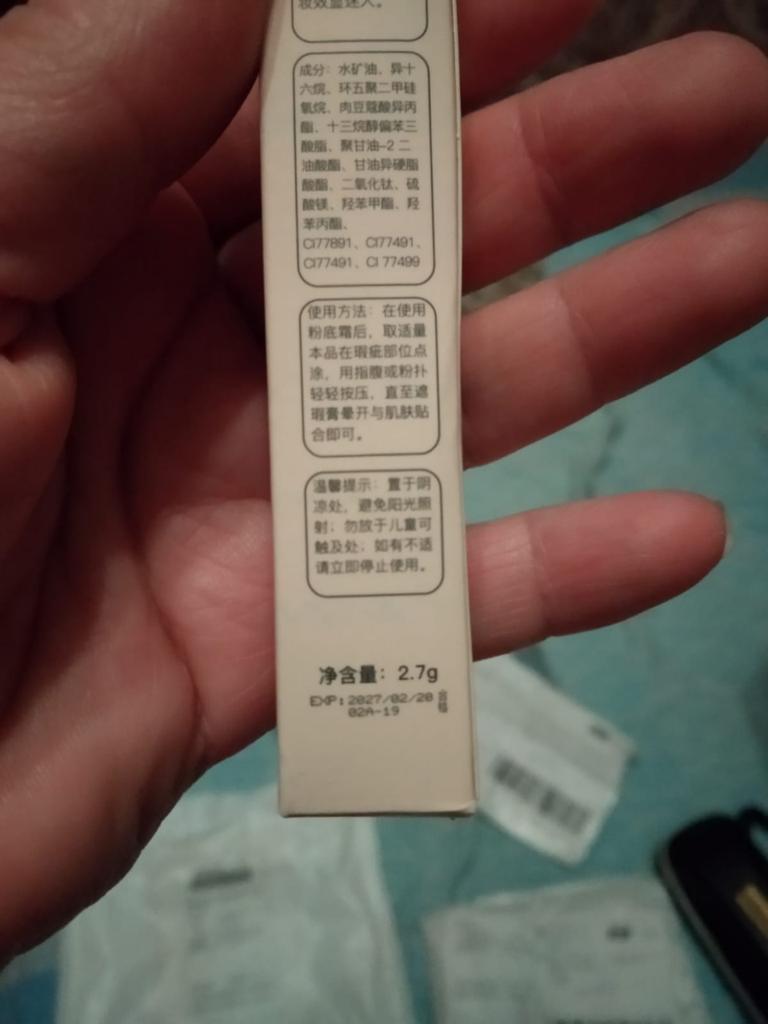 妆效盈迷人。
成分：水矿油、异十
六烷、环五聚二甲硅
氧烷、肉豆蔻酸异丙
酯、十三烷醇偏苯三
酸脂、聚甘油-2 二
油酸酯、甘油异硬脂
酸酯、二氧化钛、硫
酸镁、羟苯甲酯、羟
苯丙酯、
CI77891、CI77491、
CI77491、CI 77499
使用方法：在使用
粉底霜后，取适量
本品在瑕疵部位点
涂，用指腹或粉扑
轻轻按压，直至遮
瑕膏晕开与肌肤贴
合即可。
温馨提示：置于阴
凉处，避免阳光照
射；勿放于儿童可
触及处；如有不适
请立即停止使用。
净含量：2.7g
EXP:2027/02/20 合格
02A-19